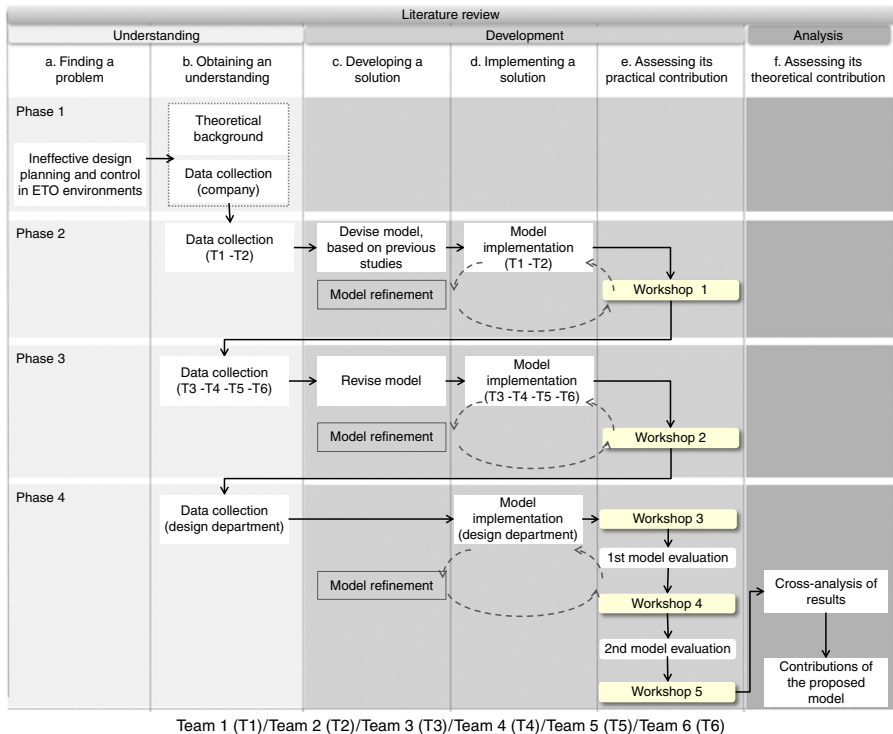 Literature review
Understanding
Development
Analysis
a. Finding a
problem
b. Obtaining an
understanding
c. Developing a
solution
d. Implementing a
solution
e. Assessing its
practical contribution
f. Assessing its
theoretical contribution
Phase 1
Theoretical
background
Ineffective design
planning and control
in ETO environments
Data collection
(company)
Phase 2
Data collection
(T1 -T2)
Devise model,
based on previous
studies
Model
implementation
(T1 -T2)
Model refinement
Workshop 1
Phase 3
Data collection
(T3 -T4 -T5 -T6)
Revise model
Model
implementation
(T3 -T4 -T5 -T6)
Model refinement
Workshop 2
Phase 4
Data collection
(design department)
Model
implementation
(design department)
Workshop 3
1st model evaluation
Model refinement
Workshop 4
2nd model evaluation
Workshop 5
Cross-analysis of
results
Contributions of
the proposed
model
Team 1 (T1)/Team 2 (T2)/Team 3 (T3)/Team 4 (T4)/Team 5 (T5)/Team 6 (T6)